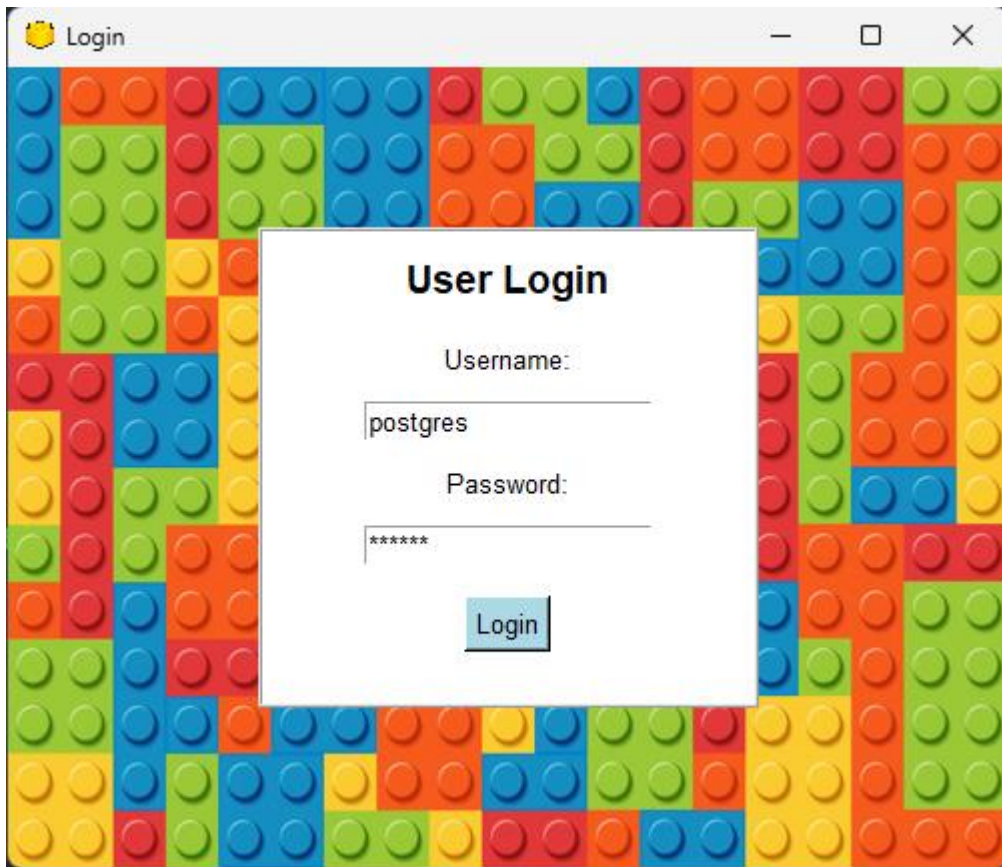 Login
User Login
Username:
postgres
Password:
******
Login